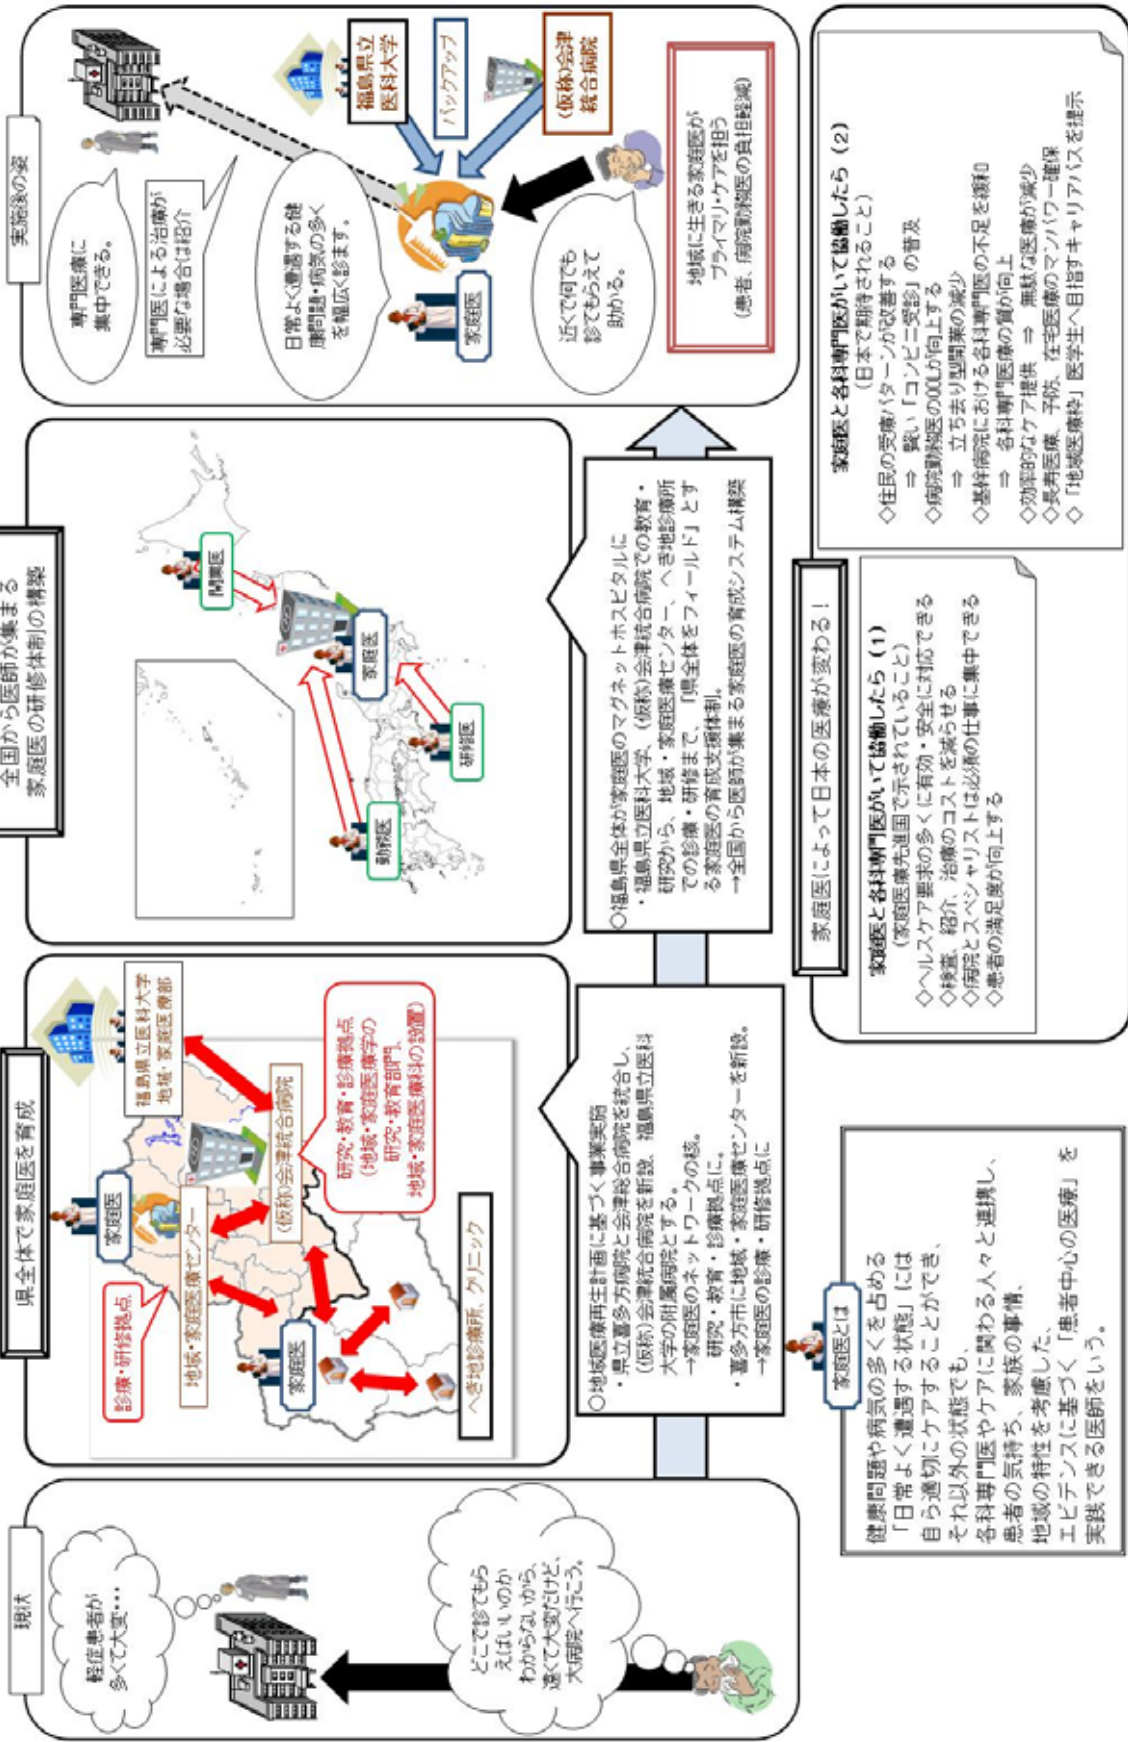 現状
軽症患者が
多くて大変・・・
どこで診てもら
えばいいのか
わからないから、
遠くて大変だけど、
大病院へ行こう。
県全体で家庭医を育成
家庭医
福島県立医科大学
地域・家庭医療部
診療・研修拠点
地域・家庭医療センター
(仮称)会津統合病院
研究・教育・診療拠点
(地域・家庭医療学の
研究・教育部門、
地域・家庭医療科の設置)
家庭医
へき地診療所、クリニック
○地域医療再生計画に基づく事業実施
・県立喜多方病院と会津総合病院を統合し、
(仮称)会津統合病院を新設、福島県立医科
大学の附属病院とする。
→家庭医のネットワークの核。
研究・教育・診療拠点に。
・喜多方市に地域・家庭医療センターを新設。
→家庭医の診療・研修拠点に
全国から医師が集まる
家庭医の研修体制の構築
開業医
家庭医
勤務医
研修医
○福島県全体が家庭医のマグネットホスピタルに
・福島県立医科大学、(仮称)会津統合病院での教育・
研究から、地域・家庭医療センター、へき地診療所
での診療・研修まで、「県全体をフィールド」とす
る家庭医の育成支援体制。
→全国から医師が集まる家庭医の育成システム構築
実施後の姿
専門医療に
集中できる。
専門医による治療が
必要な場合は紹介
日常よく遭遇する健
康問題・病気の多く
を幅広く診ます。
家庭医
近くで何でも
診てもらえて
助かる。
福島県立
医科大学
バックアップ
(仮称)会津
統合病院
地域に生きる家庭医が
プライマリ・ケアを担う
(患者、病院勤務医の負担軽減)
家庭医とは
健康問題や病気の多くを占める
「日常よく遭遇する状態」には
自ら適切にケアすることができ、
それ以外の状態でも、
各科専門医やケアに関わる人々と連携し、
患者の気持ち、家族の事情、
地域の特性を考慮した、
エビデンスに基づく「患者中心の医療」を
実践できる医師をいう。
家庭医によって日本の医療が変わる！
家庭医と各科専門医がいて協働したら（1）
(家庭医療先進国で示されていること)
◇ヘルスケア要求の多くに有効・安全に対応できる
◇検査、紹介、治療のコストを減らせる
◇病院とスペシャリストは必須の仕事に集中できる
◇患者の満足度が向上する
家庭医と各科専門医がいて協働したら（2）
(日本で期待されること)
◇住民の受療パターンが改善する
⇒ 賢い「コンビニ受診」の普及
◇病院勤務医のQOLが向上する
⇒ 立ち去り型開業の減少
◇基幹病院における各科専門医の不足を緩和
⇒ 各科専門医療の質が向上
◇効率的なケア提供 ⇒ 無駄な医療が減少
◇長寿医療、予防、在宅医療のマンパワー確保
◇「地域医療枠」医学生へ目指すキャリアパスを提示